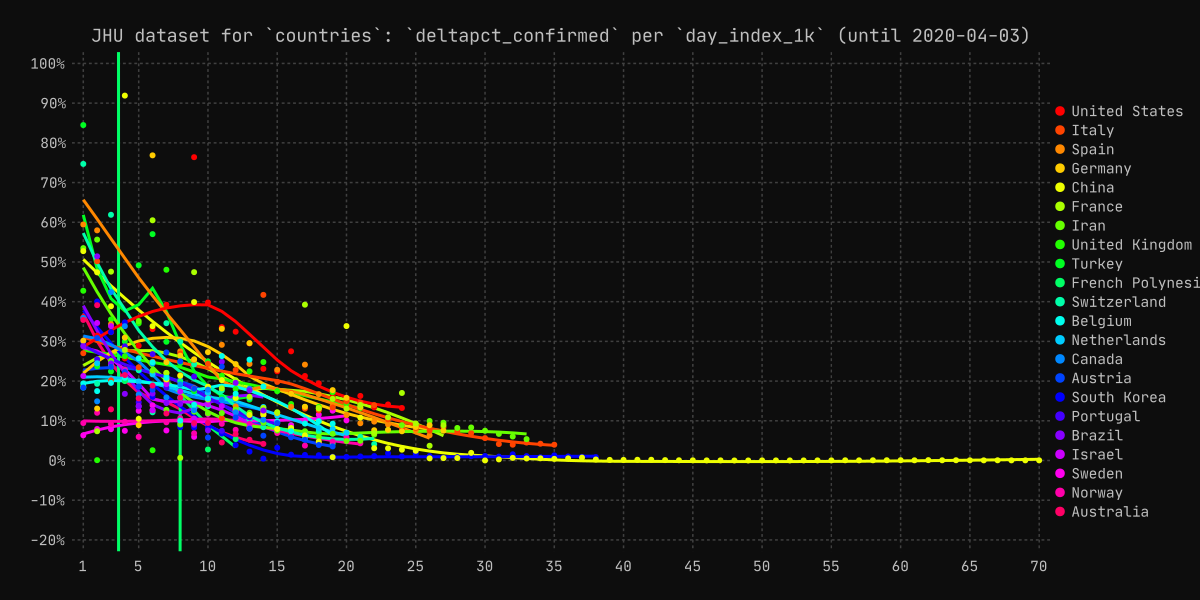 JHU dataset for `countries`: `deltapct_confirmed` per `day_index_1k` (until 2020-04-03)
100%
90%
80%
70%
60%
50%
40%
30%
20%
10%
0%
-10%
-20%
1 5 10 15 20 25 30 35 40 45 50 55 60 65 70
United States
Italy
Spain
Germany
China
France
Iran
United Kingdom
Turkey
French Polynesi
Switzerland
Belgium
Netherlands
Canada
Austria
South Korea
Portugal
Brazil
Israel
Sweden
Norway
Australia